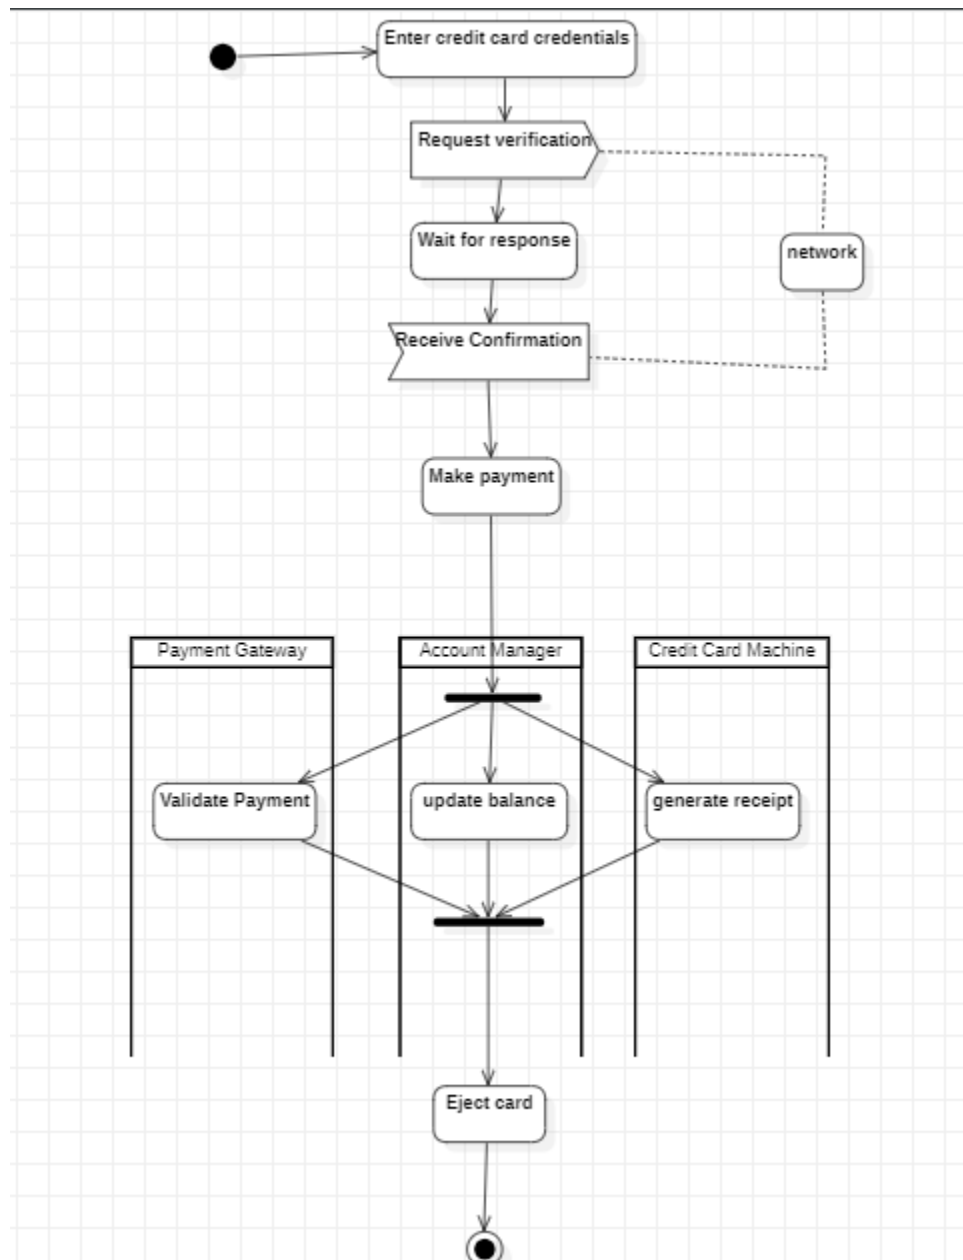 Enter credit card credentials
Request verification
Wait for response
network
Receive Confirmation
Make payment
Payment Gateway
Account Manager
Credit Card Machine
Validate Payment
update balance
generate receipt
Eject card